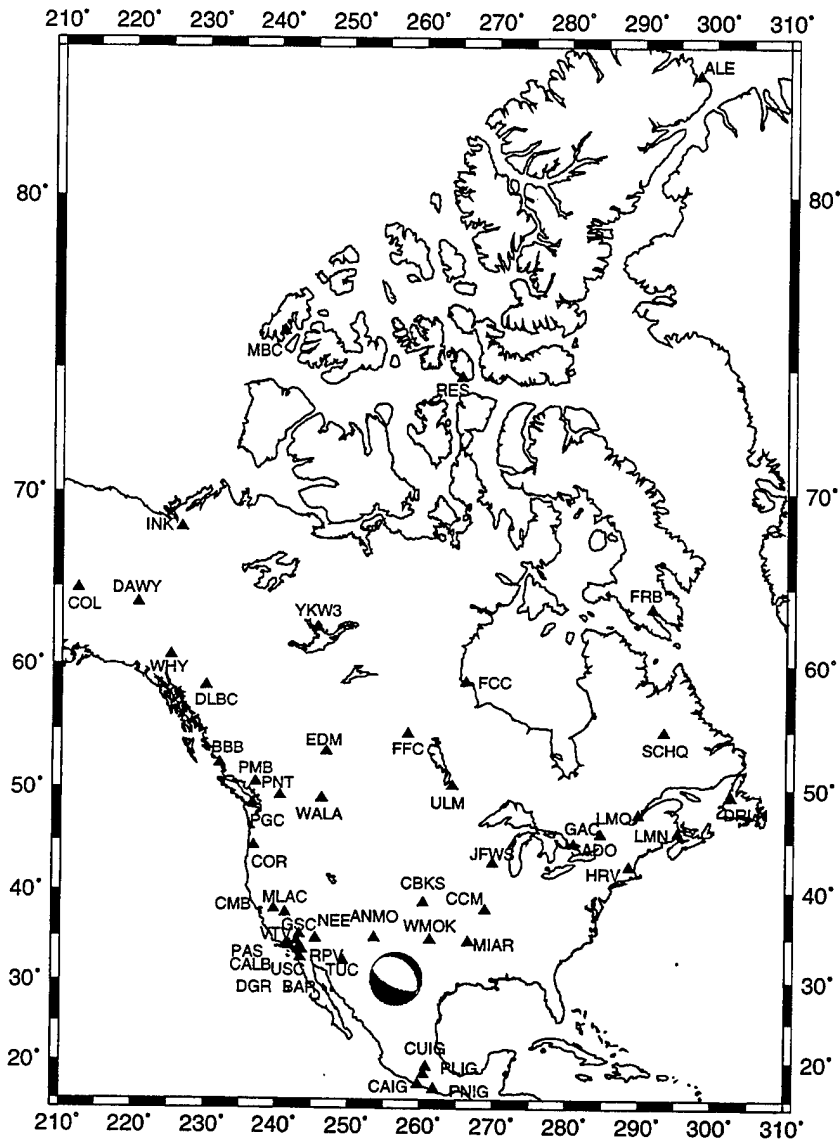 210° 220° 230° 240° 250° 260° 270° 280° 290° 300° 310°
ALE
80° 80°
MBC
RES
70° 70°
INK
DAWY
COL
FRB
YKW3
60° 60°
WHY
FCC
DLBC
EDM
FFC
SCHQ
BBB
PMB
PNT
50° 50°
WALA
ULM
PGC
LMQ
GAC
LMN
ADO
COR
JFWS
HRV
40° 40°
CBKS
MLAC
CCM
CMB
GSC
NEE
ANMO
WMOK
MIAR
PAS
RPV
CALB
USC
TUC
DGR
BAR
30° 30°
CUIG
20° 20°
PLIG
CAIG
PNIG
210° 220° 230° 240° 250° 260° 270° 280° 290° 300° 310°